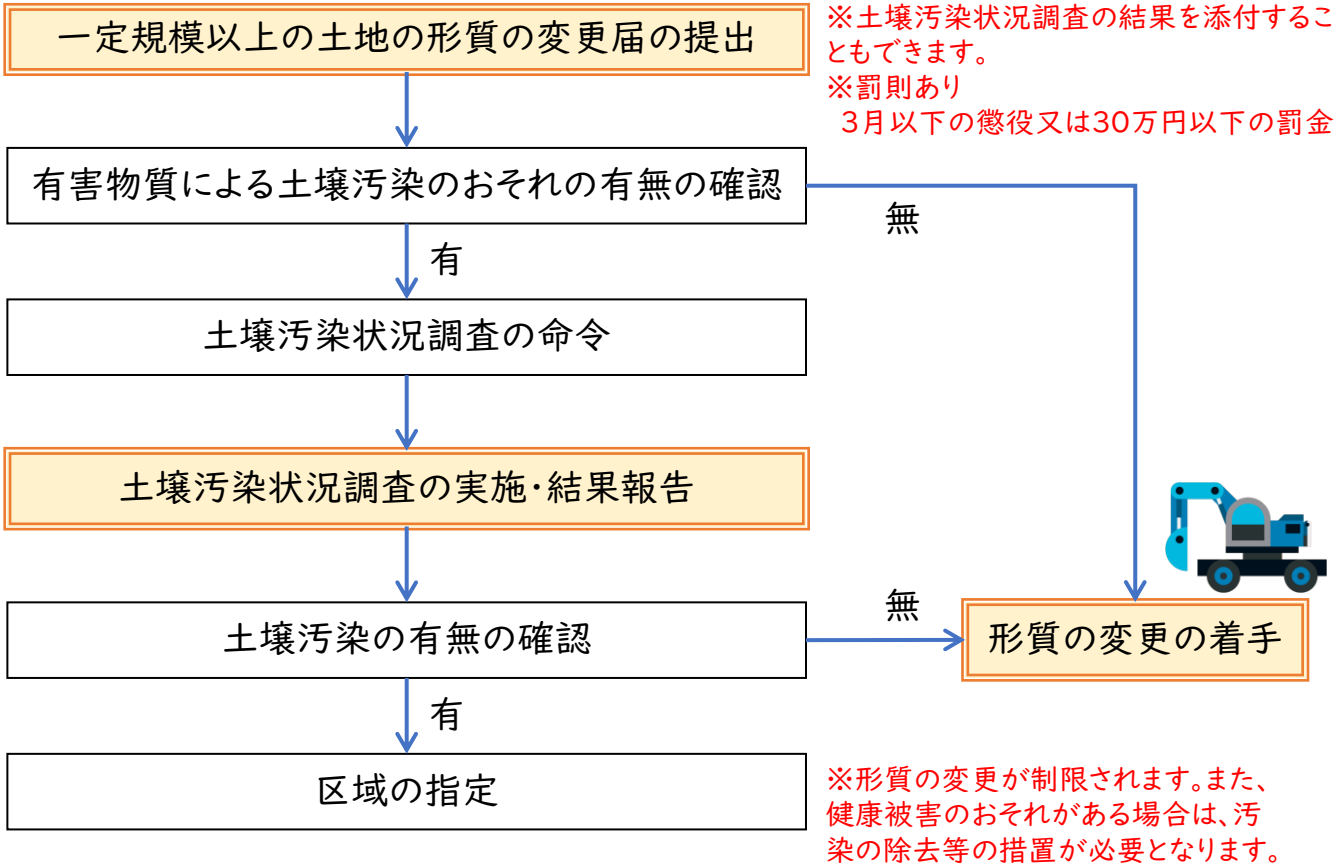 一定規模以上の土地の形質の変更届の提出
※土壌汚染状況調査の結果を添付するこ
ともできます。
※罰則あり
3月以下の懲役又は30万円以下の罰金
有害物質による土壌汚染のおそれの有無の確認
無
有
土壌汚染状況調査の命令
土壌汚染状況調査の実施・結果報告
土壌汚染の有無の確認
無
形質の変更の着手
有
区域の指定
※形質の変更が制限されます。また、
健康被害のおそれがある場合は、汚
染の除去等の措置が必要となります。